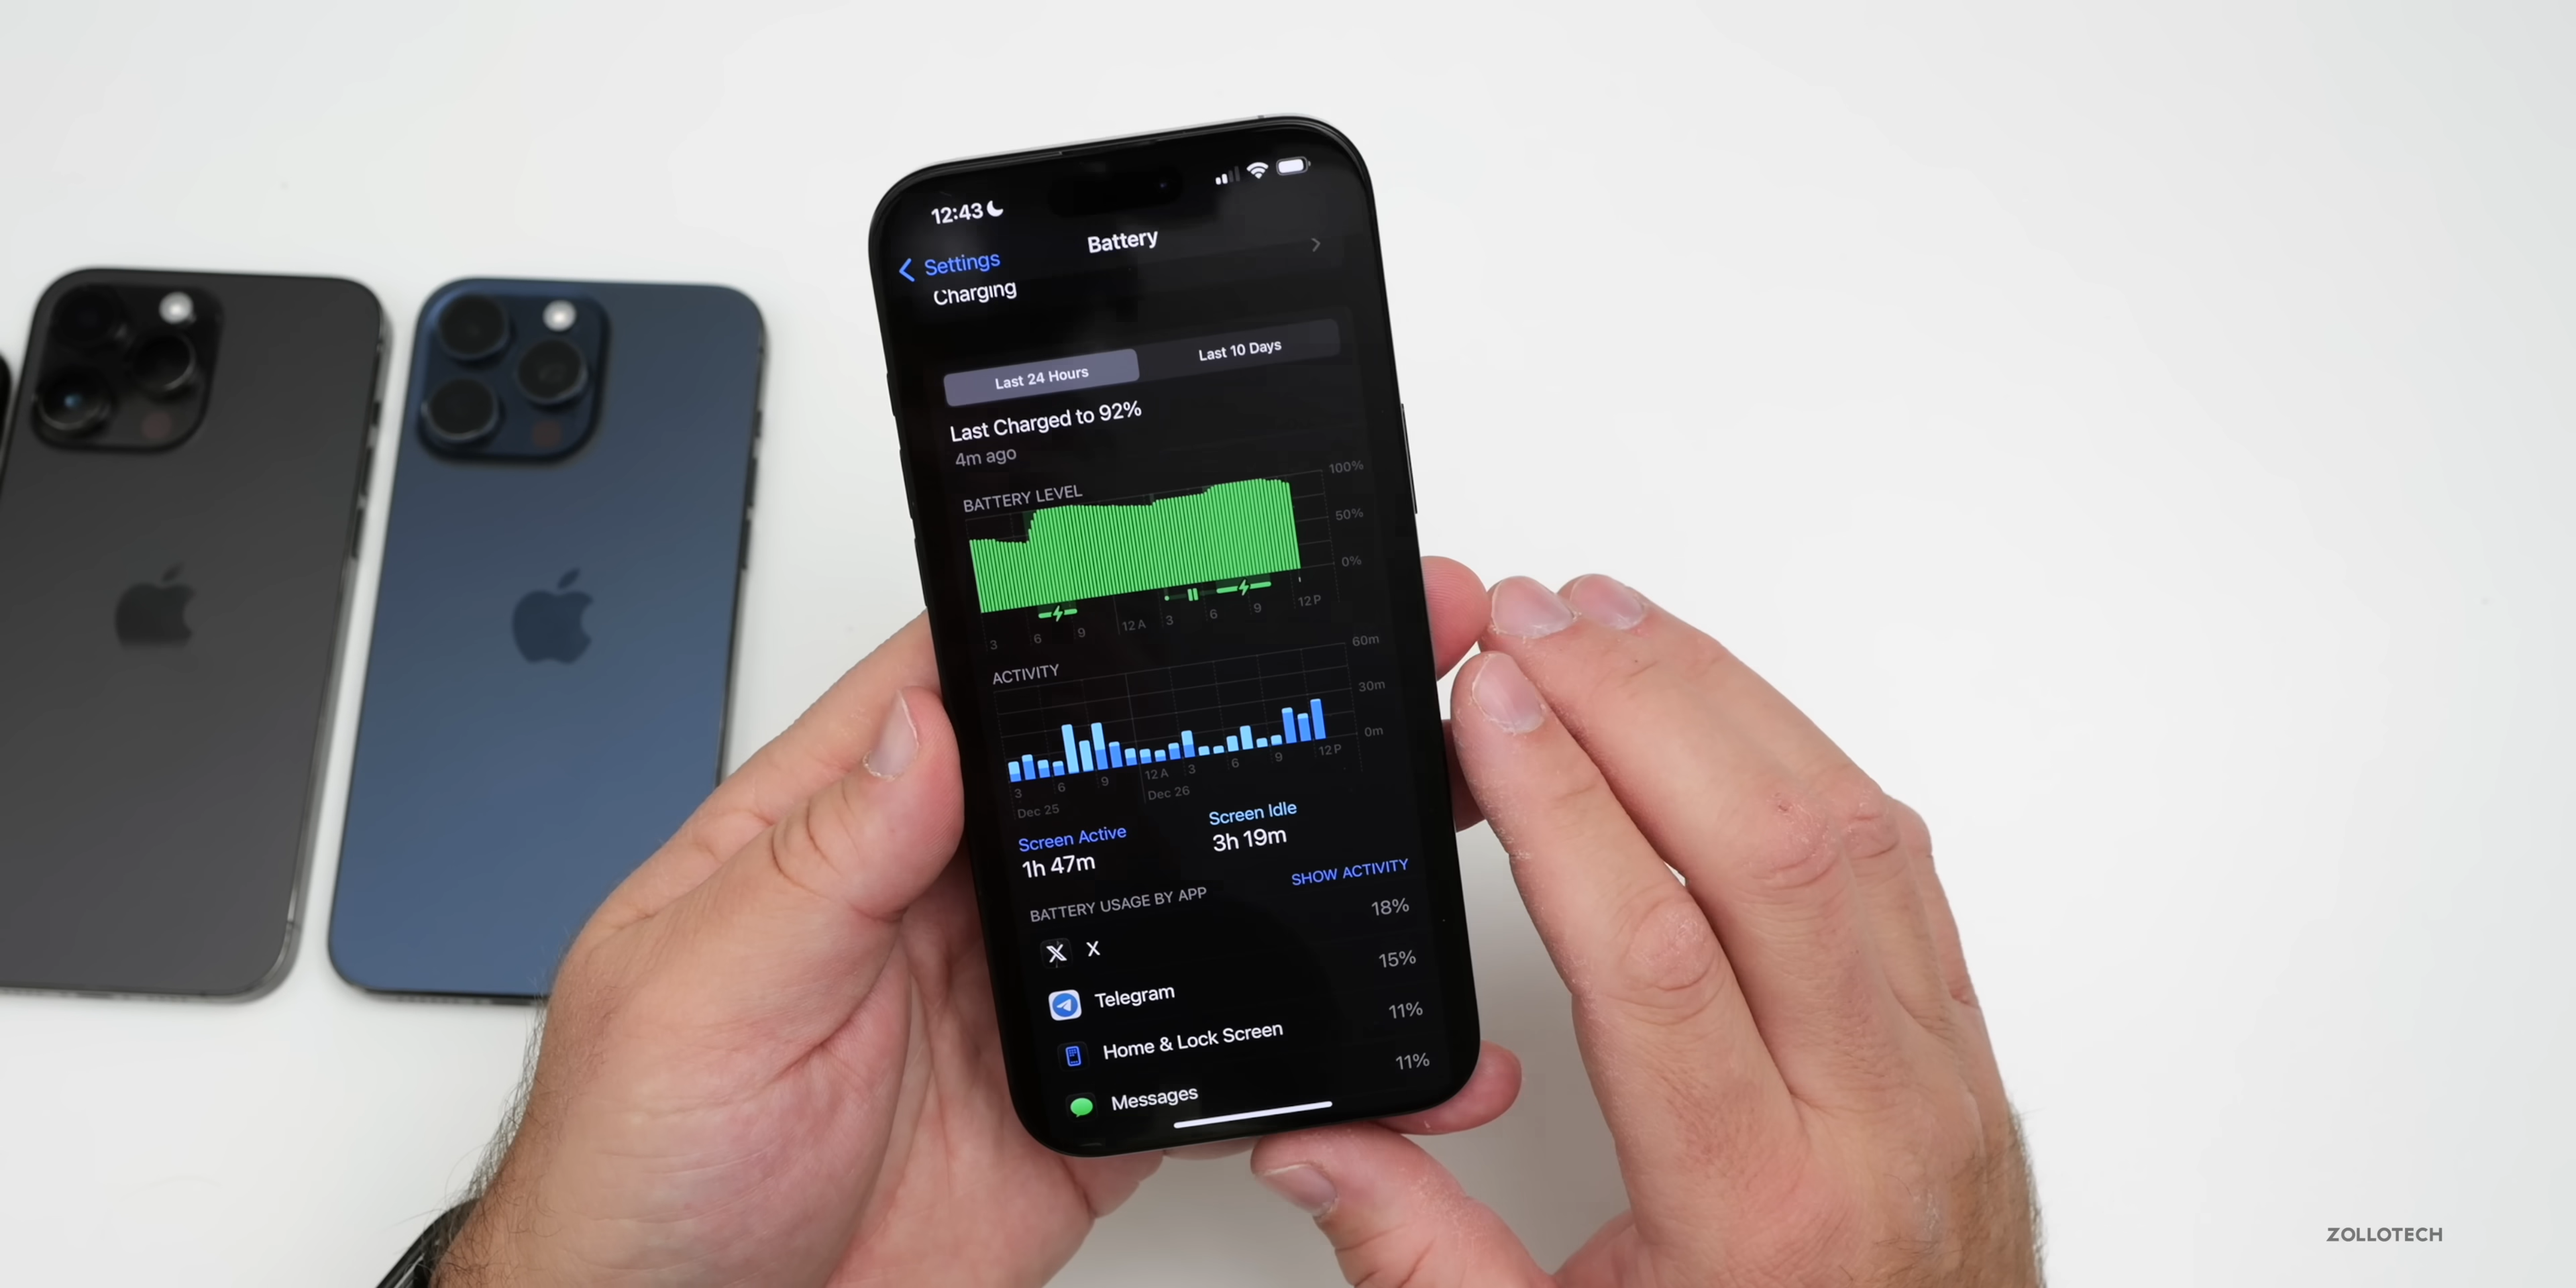 12:43
Settings
Battery
Charging
Last 24 Hours
Last 10 Days
Last Charged to 92%
4m ago
BATTERY LEVEL
100%
50%
0%
3 6 9 12 A 3 6 9 12 P
ACTIVITY
60m
30m
0m
3 6 9 12 A 3 6 9 12 P
Dec 25 Dec 26
Screen Active
1h 47m
Screen Idle
3h 19m
BATTERY USAGE BY APP
SHOW ACTIVITY
X
18%
Telegram
15%
Home & Lock Screen
11%
Messages
11%
ZOLLOTECH